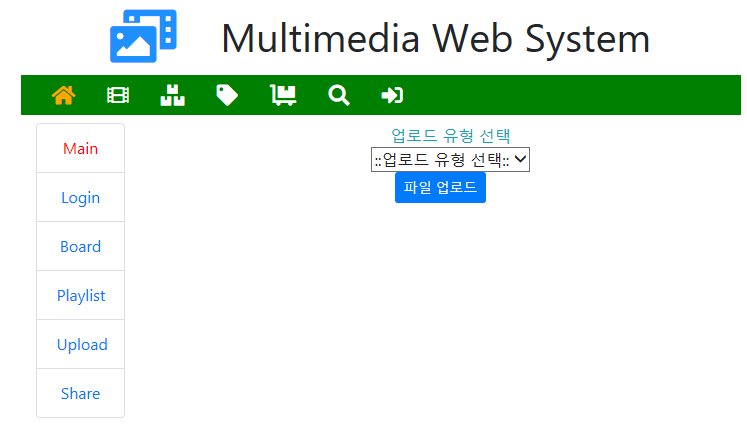 Multimedia Web System
Main
Login
Board
Playlist
Upload
Share
업로드 유형 선택
::업로드 유형 선택::
파일 업로드